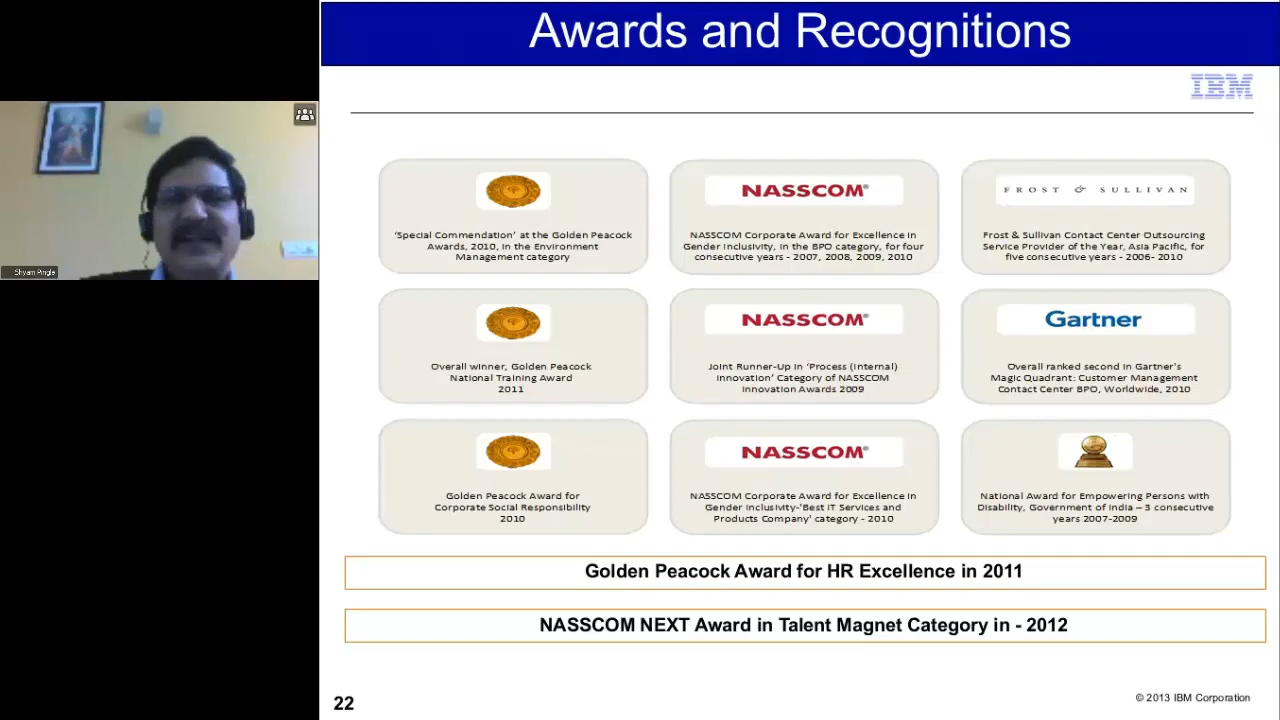 Awards and Recognitions
IBM
Shyam Pingle
'Special Commendation' at the Golden Peacock
Awards, 2010, in the Environment
Management category
NASSCOM®
NASSCOM Corporate Award for Excellence in
Gender Inclusivity, in the BPO category, for four
consecutive years - 2007, 2008, 2009, 2010
FROST & SULLIVAN
Frost & Sullivan Contact Center Outsourcing
Service Provider of the Year, Asia Pacific, for
five consecutive years - 2006- 2010
Overall winner, Golden Peacock
National Training Award
2011
NASSCOM®
Joint Runner-Up in 'Process (Internal)
Innovation' Category of NASSCOM
Innovation Awards 2009
Gartner
Overall ranked second in Gartner's
Magic Quadrant: Customer Management
Contact Center BPO, Worldwide, 2010
Golden Peacock Award for
Corporate Social Responsibility
2010
NASSCOM®
NASSCOM Corporate Award for Excellence in
Gender Inclusivity-'Best IT Services and
Products Company' category - 2010
National Award for Empowering Persons with
Disability, Government of India – 3 consecutive
years 2007-2009
Golden Peacock Award for HR Excellence in 2011
NASSCOM NEXT Award in Talent Magnet Category in - 2012
22
© 2013 IBM Corporation